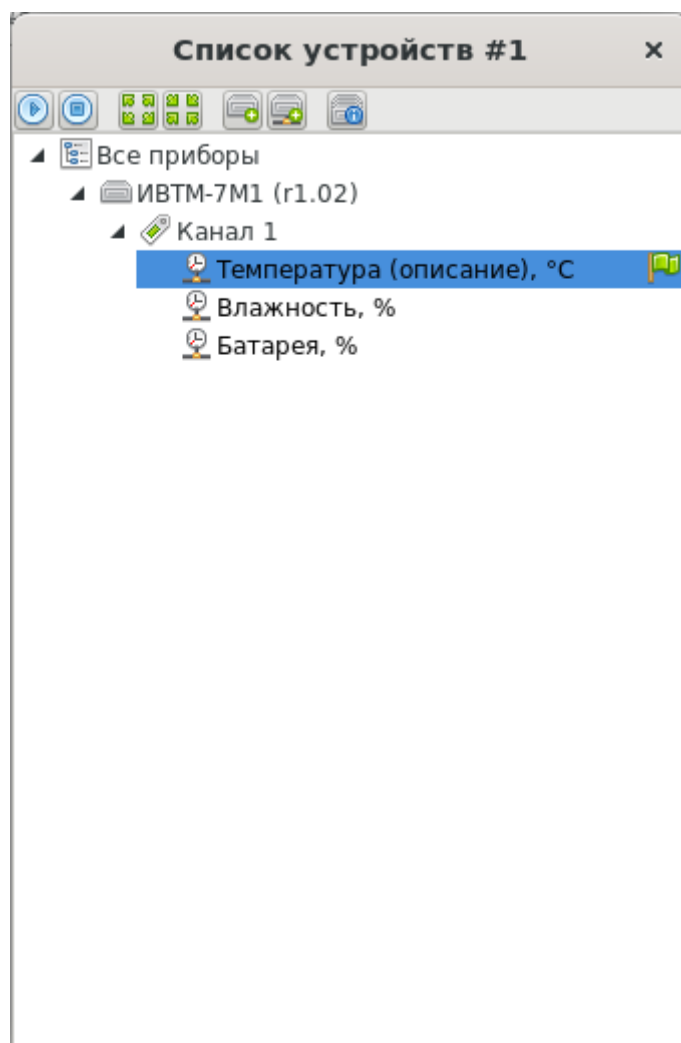 Список устройств #1
Все приборы
ИВТМ-7М1 (r1.02)
Канал 1
Температура (описание), °C
Влажность, %
Батарея, %